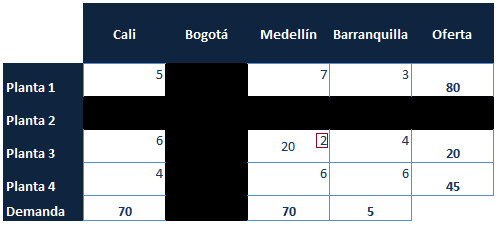 Cali Bogotá Medellín Barranquilla Oferta
Planta 1 5 7 3 80
Planta 2
Planta 3 6 20 2 4 20
Planta 4 4 6 6 45
Demanda 70 70 5